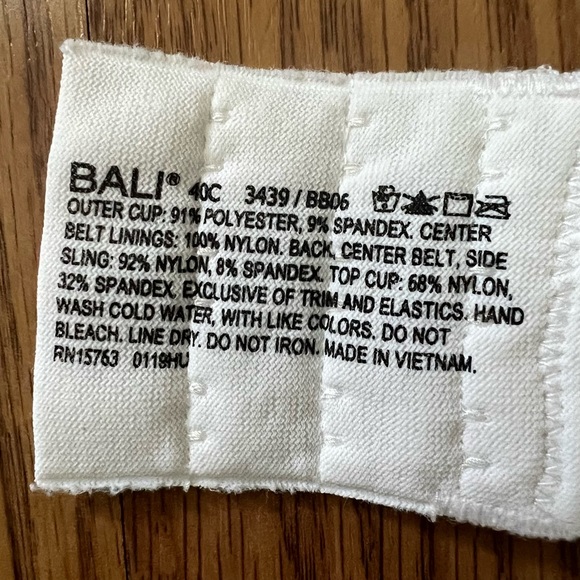 BALI® 40C 3439 / BB06
OUTER CUP: 91% POLYESTER, 9% SPANDEX. CENTER
BELT LININGS: 100% NYLON. BACK, CENTER BELT, SIDE
SLING: 92% NYLON, 8% SPANDEX. TOP CUP: 68% NYLON,
32% SPANDEX. EXCLUSIVE OF TRIM AND ELASTICS. HAND
WASH COLD WATER, WITH LIKE COLORS. DO NOT
BLEACH. LINE DRY. DO NOT IRON. MADE IN VIETNAM.
RN15763 0119HU